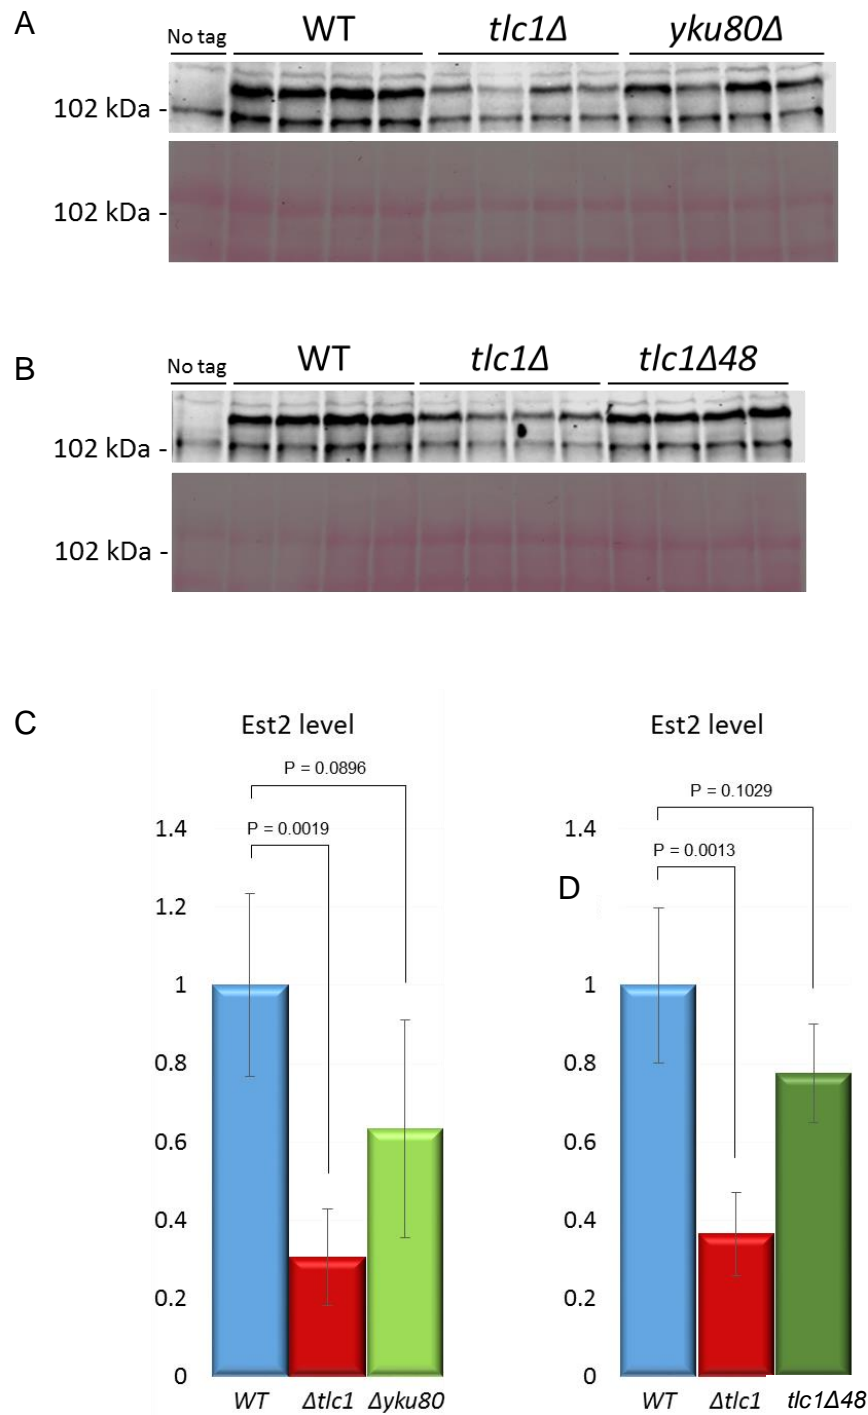 A
No tag WT tlc1Δ yku80Δ
102 kDa -
102 kDa -
B
No tag WT tlc1Δ tlc1Δ48
102 kDa -
102 kDa -
C
Est2 level
P = 0.0896
P = 0.0019
1.4
1.2
1
0.8
0.6
0.4
0.2
0
WT Δtlc1 Δyku80
D
Est2 level
P = 0.1029
P = 0.0013
1.4
1
0.8
0.6
0.4
0.2
0
WT Δtlc1 tlc1Δ48